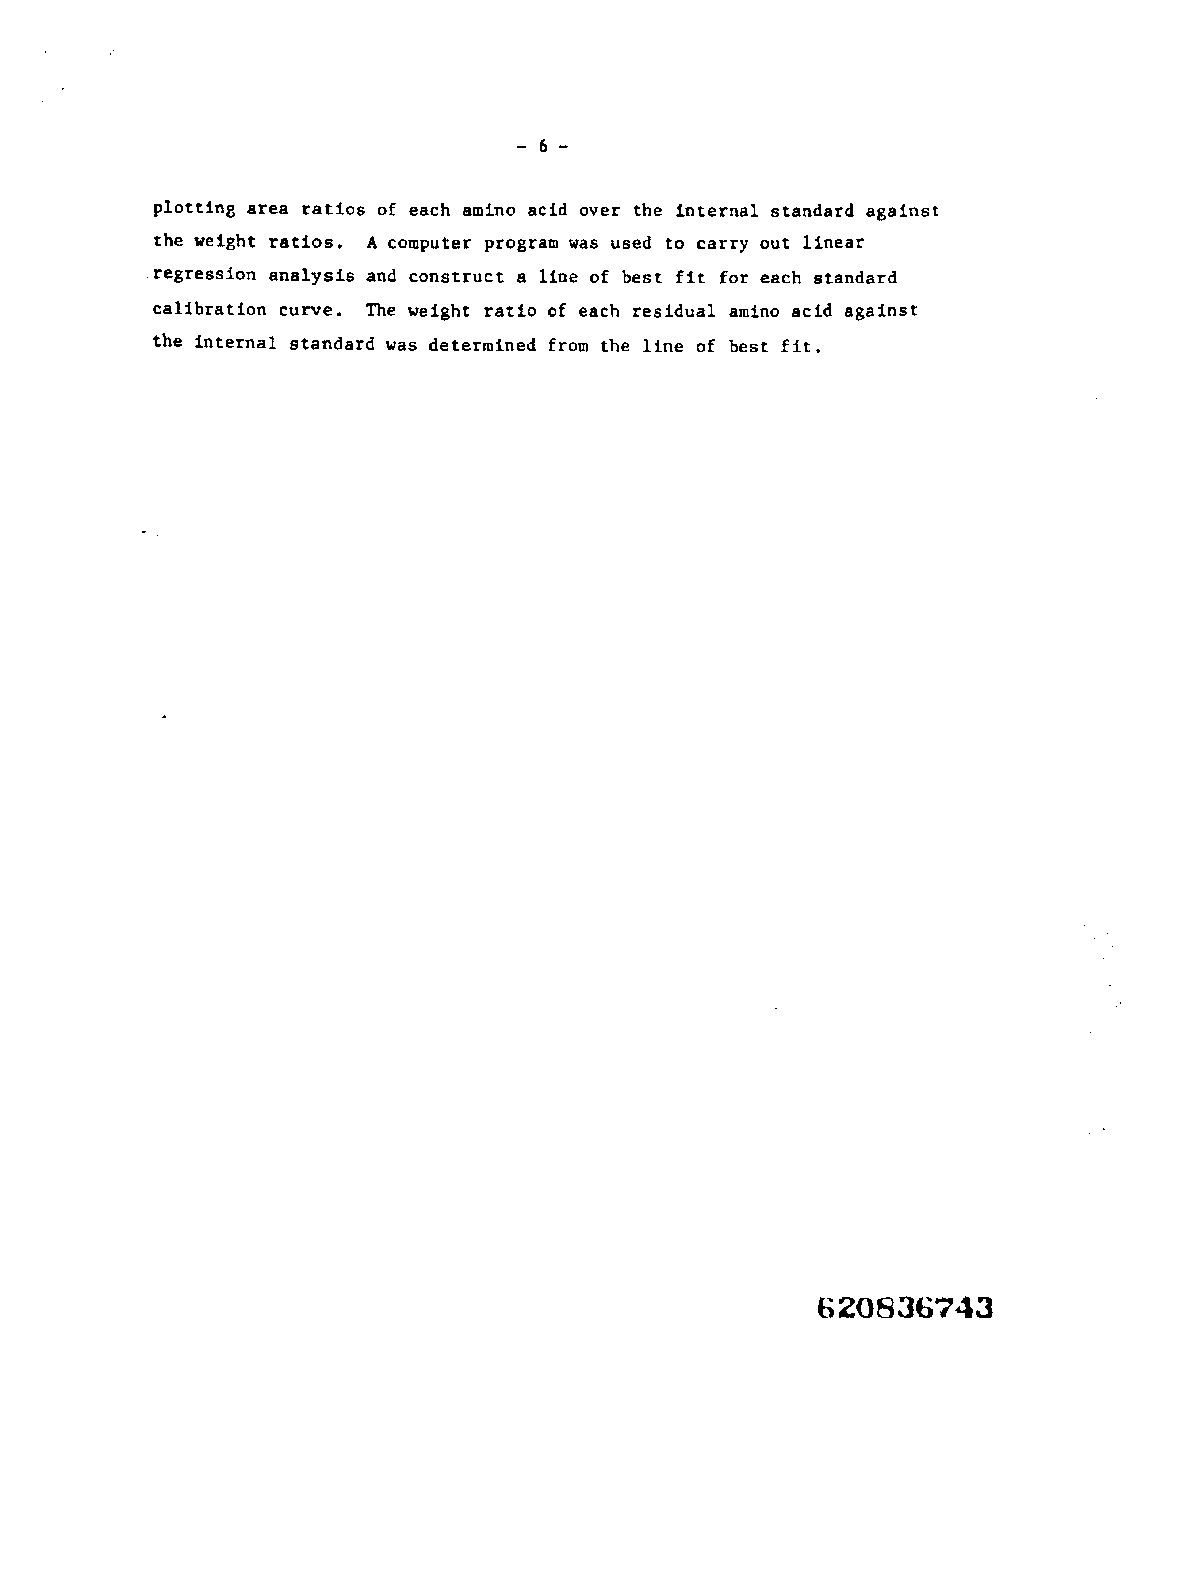 - 6 -
plotting area ratios of each amino acid over the internal standard against
the weight ratios. A computer program was used to carry out linear
regression analysis and construct a line of best fit for each standard
calibration curve. The weight ratio of each residual amino acid against
the internal standard was determined from the line of best fit.
620836743